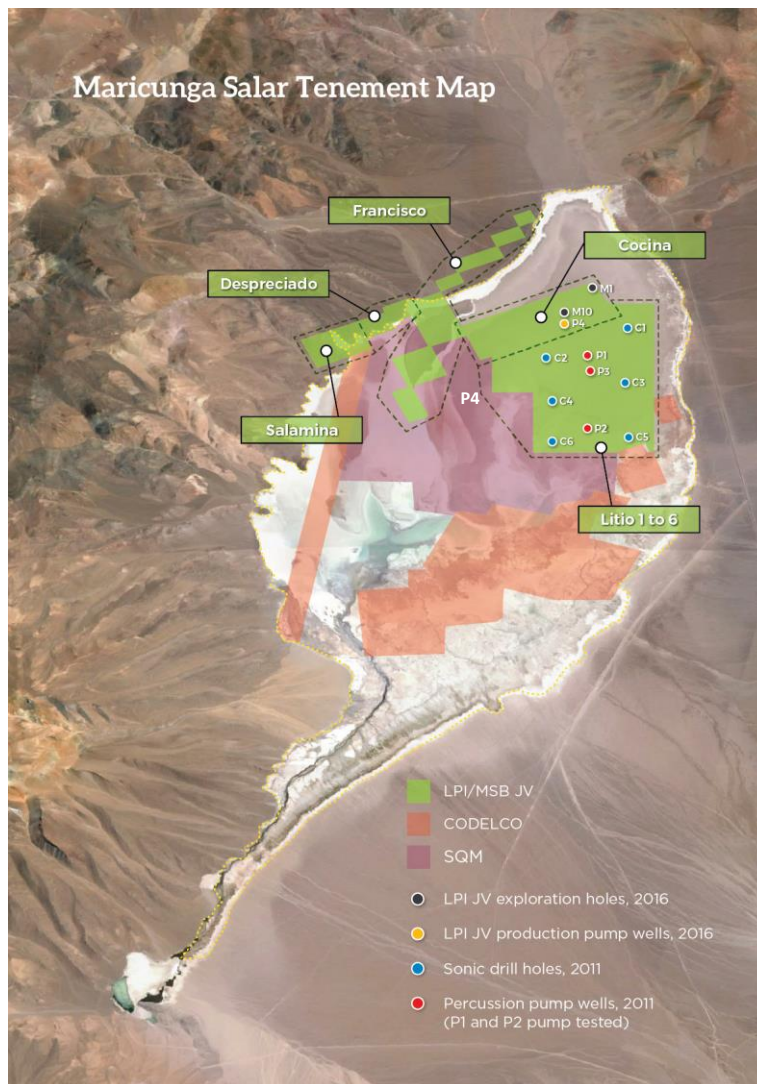 Maricunga Salar Tenement Map
Francisco
Cocina
Despreciado
M1
M10
P4
C1
C2
P1
P3
C3
P4
C4
Salamina
P2
C6
C5
Litio 1 to 6
LPI/MSB JV
CODELCO
SQM
LPI JV exploration holes, 2016
LPI JV production pump wells, 2016
Sonic drill holes, 2011
Percussion pump wells, 2011
(P1 and P2 pump tested)